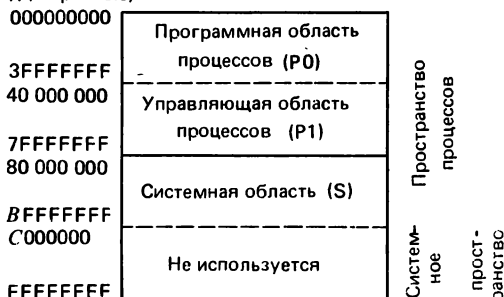 000000000
Программная область
процессов (P0)
3FFFFFFF
40 000 000
Управляющая область
процессов (P1)
7FFFFFFF
80 000 000
Системная область (S)
BFFFFFFF
C000000
Не используется
FFFFFFFF
Пространство
процессов
Систем-
ное
прост-
ранство